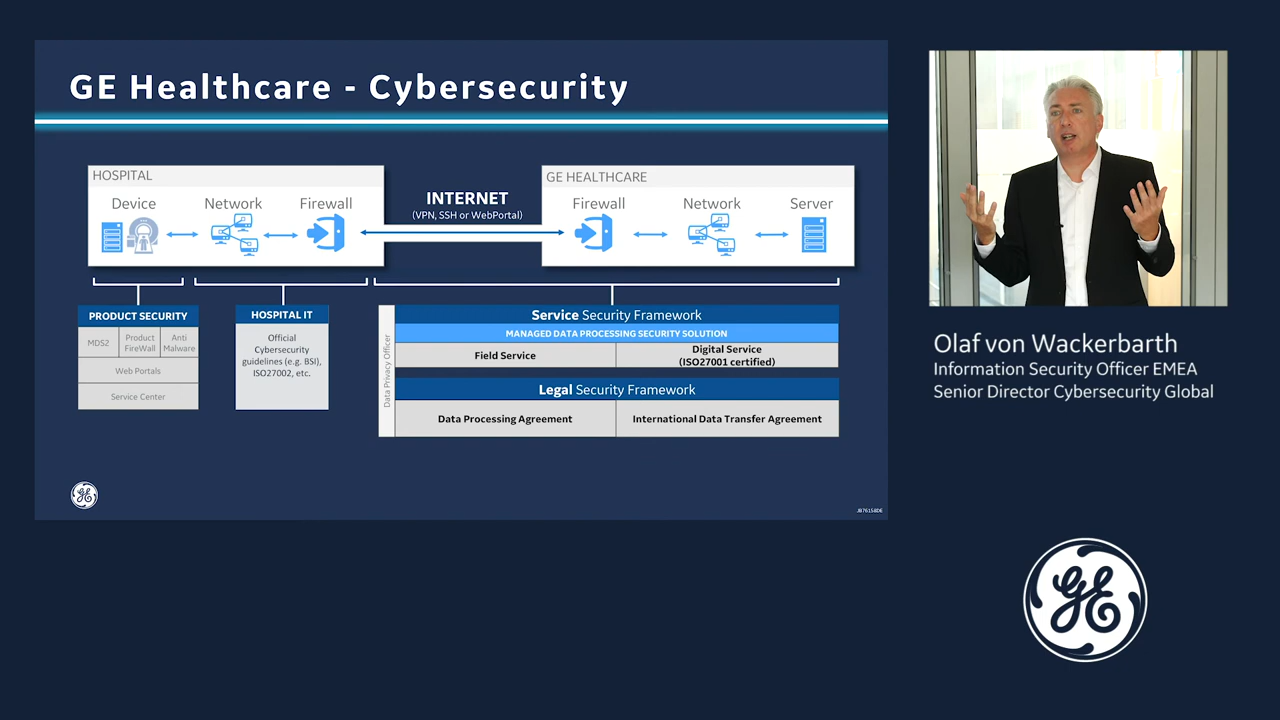 GE Healthcare - Cybersecurity
HOSPITAL
Device
Network
Firewall
INTERNET
(VPN, SSH or WebPortal)
GE HEALTHCARE
Firewall
Network
Server
PRODUCT SECURITY
MDS2
Product
FireWall
Anti
Malware
Web Portals
Service Center
HOSPITAL IT
Official
Cybersecurity
guidelines (e.g. BSI),
ISO27002, etc.
Data Privacy Officer
Service Security Framework
MANAGED DATA PROCESSING SECURITY SOLUTION
Field Service
Digital Service
(ISO27001 certified)
Legal Security Framework
Data Processing Agreement
International Data Transfer Agreement
GE
JB76158DE
Olaf von Wackerbarth
Information Security Officer EMEA
Senior Director Cybersecurity Global
GE